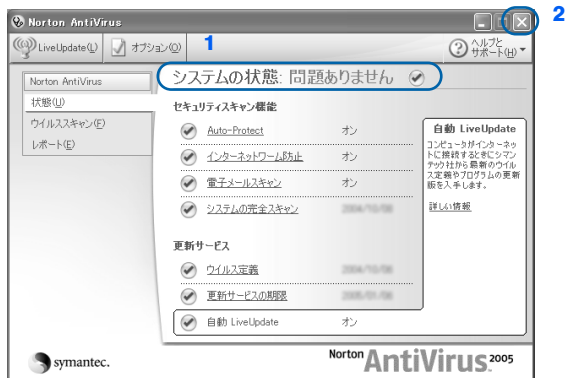 Norton AntiVirus
2
LiveUpdate(L) オプション(O) 1 ヘルプと
サポート(H)
Norton AntiVirus
状態(U)
ウイルススキャン(F)
レポート(E)
システムの状態: 問題ありません
セキュリティスキャン機能
Auto-Protect オン
インターネットワーム防止 オン
電子メールスキャン オン
システムの完全スキャン
更新サービス
ウイルス定義
更新サービスの期限
自動 LiveUpdate オン
自動 LiveUpdate
コンピュータがインターネッ
トに接続するときにシマン
テック社から最新のウイル
ス定義やプログラムの更新
版を入手します。
詳しい情報
symantec.
Norton AntiVirus 2005